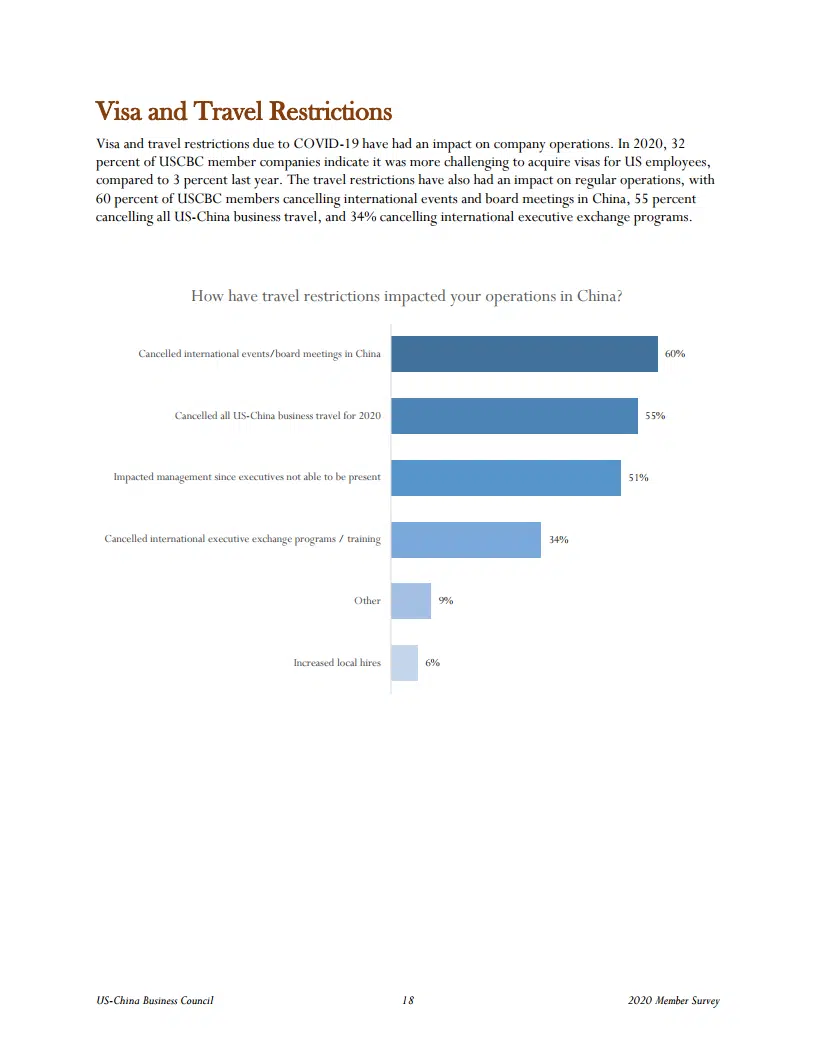 Visa and Travel Restrictions
Visa and travel restrictions due to COVID-19 have had an impact on company operations. In 2020, 32
percent of USCBC member companies indicate it was more challenging to acquire visas for US employees,
compared to 3 percent last year. The travel restrictions have also had an impact on regular operations, with
60 percent of USCBC members cancelling international events and board meetings in China, 55 percent
cancelling all US-China business travel, and 34% cancelling international executive exchange programs.
How have travel restrictions impacted your operations in China?
Cancelled international events/board meetings in China 60%
Cancelled all US-China business travel for 2020 55%
Impacted management since executives not able to be present 51%
Cancelled international executive exchange programs / training 34%
Other 9%
Increased local hires 6%
US-China Business Council 18 2020 Member Survey